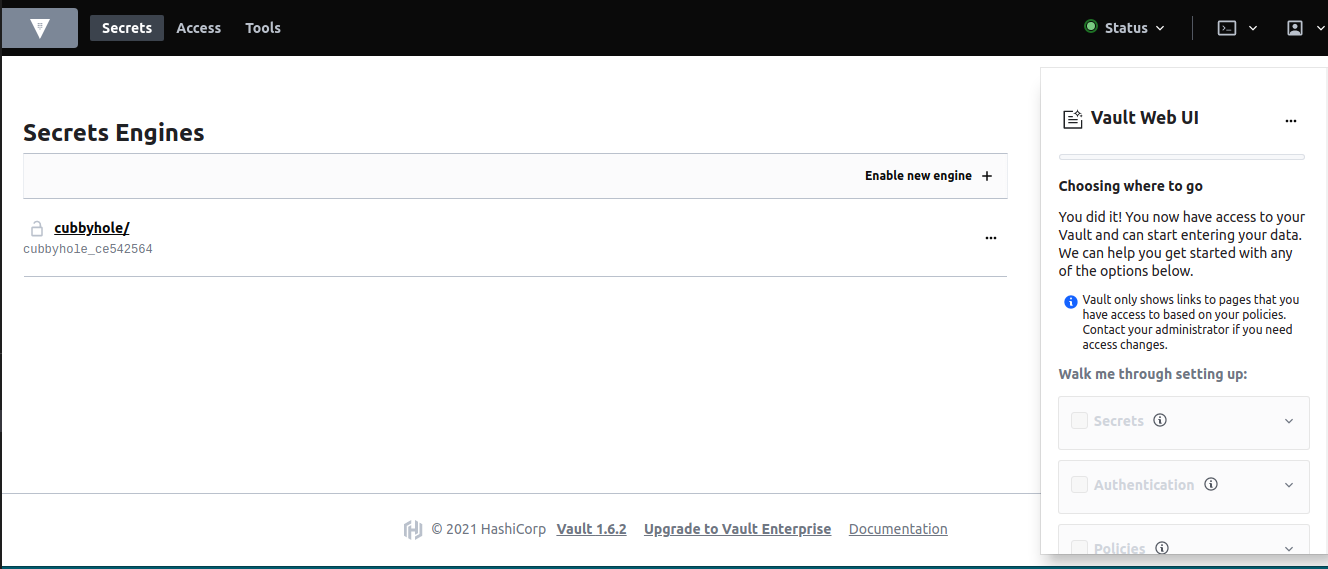 Secrets Access Tools Status
Secrets Engines
Enable new engine
cubbyhole/
cubbyhole_ce542564
Vault Web UI
Choosing where to go
You did it! You now have access to your
Vault and can start entering your data.
We can help you get started with any
of the options below.
Vault only shows links to pages that you
have access to based on your policies.
Contact your administrator if you need
access changes.
Walk me through setting up:
Secrets
Authentication
Policies
© 2021 HashiCorp Vault 1.6.2 Upgrade to Vault Enterprise Documentation